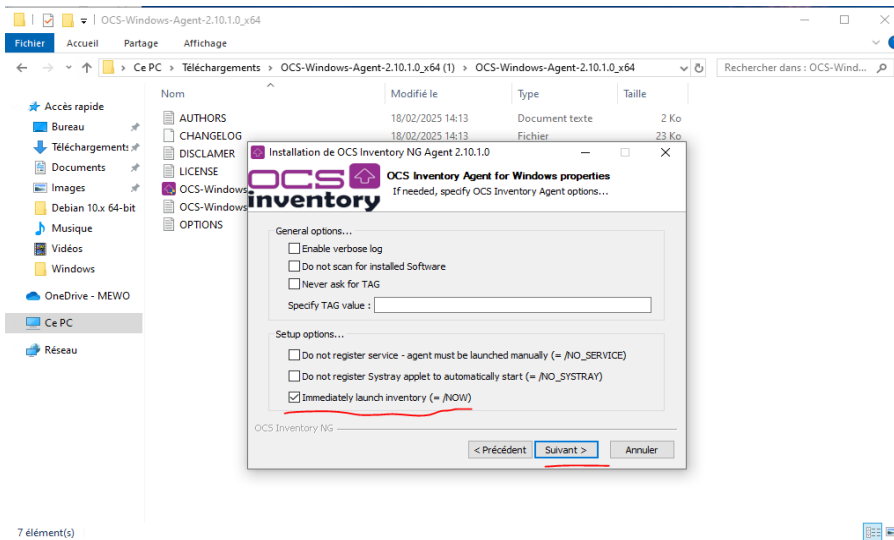 OCS-Windows-Agent-2.10.1.0_x64
Fichier Accueil Partage Affichage
Ce PC > Téléchargements > OCS-Windows-Agent-2.10.1.0_x64 (1) > OCS-Windows-Agent-2.10.1.0_x64 Rechercher dans : OCS-Wind...
Nom Modifié le Type Taille
Accès rapide
Bureau
Téléchargements
Documents
Images
Debian 10.x 64-bit
Musique
Vidéos
Windows
OneDrive - MEWO
Ce PC
Réseau
AUTHORS 18/02/2025 14:13 Document texte 2 Ko
CHANGELOG 18/02/2025 14:13 Fichier 23 Ko
DISCLAMER
LICENSE
OCS-Windows
OCS-Windows
OPTIONS
Installation de OCS Inventory NG Agent 2.10.1.0
OCS inventory
OCS Inventory Agent for Windows properties
If needed, specify OCS Inventory Agent options...
General options...
Enable verbose log
Do not scan for installed Software
Never ask for TAG
Specify TAG value :
Setup options...
Do not register service - agent must be launched manually (= /NO_SERVICE)
Do not register Systray applet to automatically start (= /NO_SYSTRAY)
Immediately launch inventory (= /NOW)
OCS Inventory NG
< Précédent Suivant > Annuler
7 élément(s)